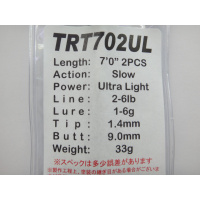 TRT702UL
Length: 7'0" 2PCS
Action: Slow
Power: Ultra Light
Line: 2-6lb
Lure: 1-6g
Tip: 1.4mm
Butt: 9.0mm
Weight: 33g
※スペックは多少誤差があります